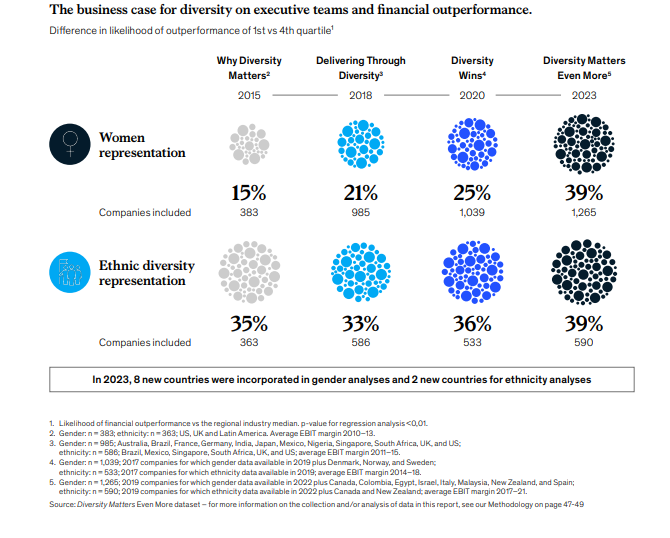 The business case for diversity on executive teams and financial outperformance.
Difference in likelihood of outperformance of 1st vs 4th quartile¹
Why Diversity Matters²
Delivering Through Diversity³
Diversity Wins⁴
Diversity Matters Even More⁵
2015
2018
2020
2023
Women representation
15%
21%
25%
39%
Companies included
383
985
1,039
1,265
Ethnic diversity representation
35%
33%
36%
39%
Companies included
363
586
533
590
In 2023, 8 new countries were incorporated in gender analyses and 2 new countries for ethnicity analyses
1. Likelihood of financial outperformance vs the regional industry median. p-value for regression analysis <0,01.
2. Gender: n = 383; ethnicity: n = 363; US, UK and Latin America. Average EBIT margin 2010–13.
3. Gender: n = 985; Australia, Brazil, France, Germany, India, Japan, Mexico, Nigeria, Singapore, South Africa, UK, and US;
ethnicity: n = 586; Brazil, Mexico, Singapore, South Africa, UK, and US; average EBIT margin 2011–15.
4. Gender: n = 1,039; 2017 companies for which gender data available in 2019 plus Denmark, Norway, and Sweden;
ethnicity: n = 533; 2017 companies for which ethnicity data available in 2019; average EBIT margin 2014–18.
5. Gender: n = 1,265; 2019 companies for which gender data available in 2022 plus Canada, Colombia, Egypt, Israel, Italy, Malaysia, New Zealand, and Spain;
ethnicity: n = 590; 2019 companies for which ethnicity data available in 2022 plus Canada and New Zealand; average EBIT margin 2017–21.
Source: Diversity Matters Even More dataset – for more information on the collection and/or analysis of data in this report, see our Methodology on page 47-49